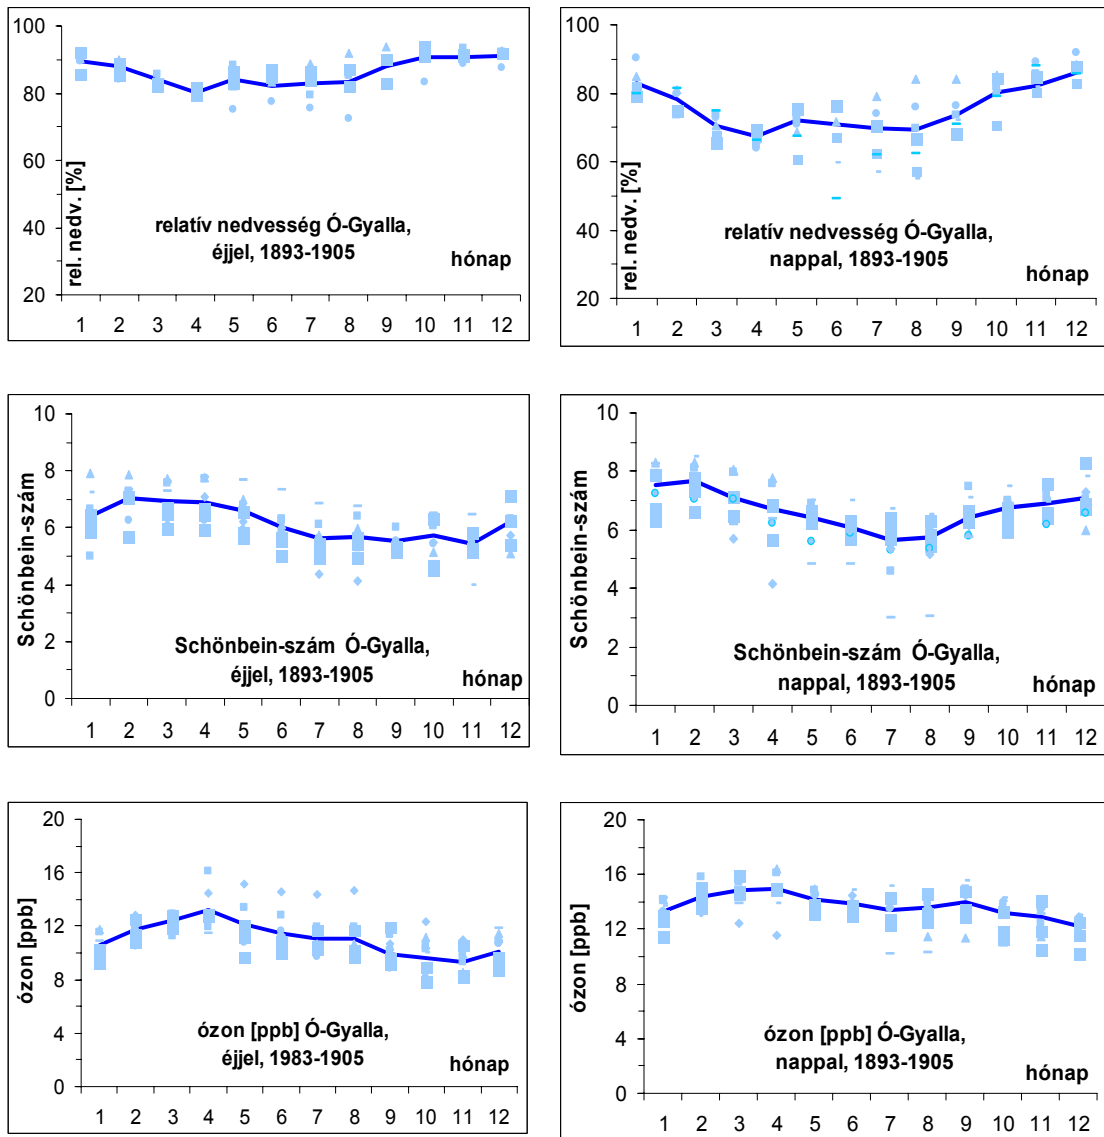 100
80
60
40
20
rel. nedv. [%]
relatív nedvesség Ó-Gyalla,
éjjel, 1893-1905
hónap
1 2 3 4 5 6 7 8 9 10 11 12
100
80
60
40
20
rel. nedv. [%]
relatív nedvesség Ó-Gyalla,
nappal, 1893-1905
hónap
1 2 3 4 5 6 7 8 9 10 11 12
10
8
6
4
2
0
Schönbein-szám
Schönbein-szám Ó-Gyalla,
éjjel, 1893-1905
hónap
1 2 3 4 5 6 7 8 9 10 11 12
10
8
6
4
2
0
Schönbein-szám
Schönbein-szám Ó-Gyalla,
nappal, 1893-1905
hónap
1 2 3 4 5 6 7 8 9 10 11 12
20
16
12
8
4
0
ózon [ppb]
ózon [ppb] Ó-Gyalla,
éjjel, 1983-1905
hónap
1 2 3 4 5 6 7 8 9 10 11 12
20
16
12
8
4
0
ózon [ppb]
ózon [ppb] Ó-Gyalla,
nappal, 1893-1905
hónap
1 2 3 4 5 6 7 8 9 10 11 12